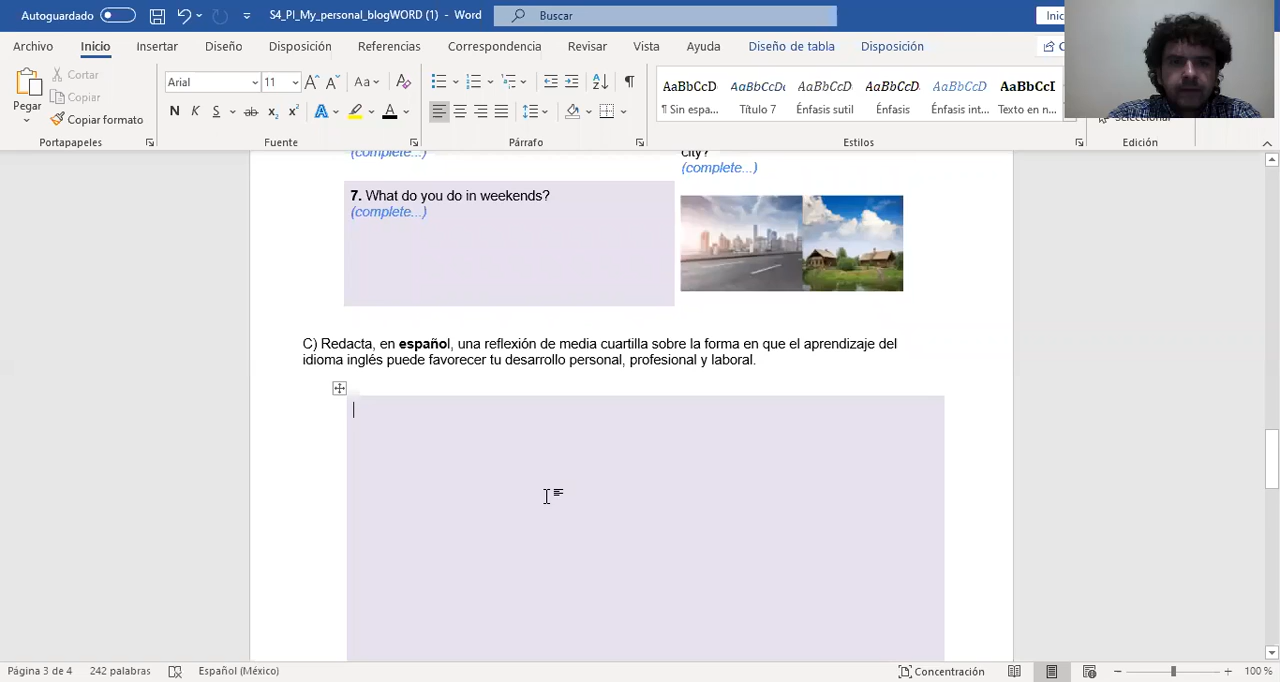 Autoguardado
S4_PI_My_personal_blogWORD (1) - Word
Buscar
Inic
Archivo Inicio Insertar Diseño Disposición Referencias Correspondencia Revisar Vista Ayuda Diseño de tabla Disposición
Pegar
Cortar
Copiar
Copiar formato
Portapapeles
Arial 11
N K S
Fuente
Párrafo
AaBbCcD AaBbCcDc AaBbCcD AaBbCcD AaBbCcD AaBbCcI
¶ Sin espa... Título 7 Énfasis sutil Énfasis Énfasis int... Texto en n...
Estilos
Seleccionar
Edición
(complete...)
city?
(complete...)
7. What do you do in weekends?
(complete...)
C) Redacta, en español, una reflexión de media cuartilla sobre la forma en que el aprendizaje del
idioma inglés puede favorecer tu desarrollo personal, profesional y laboral.
Página 3 de 4 242 palabras Español (México) Concentración 100 %